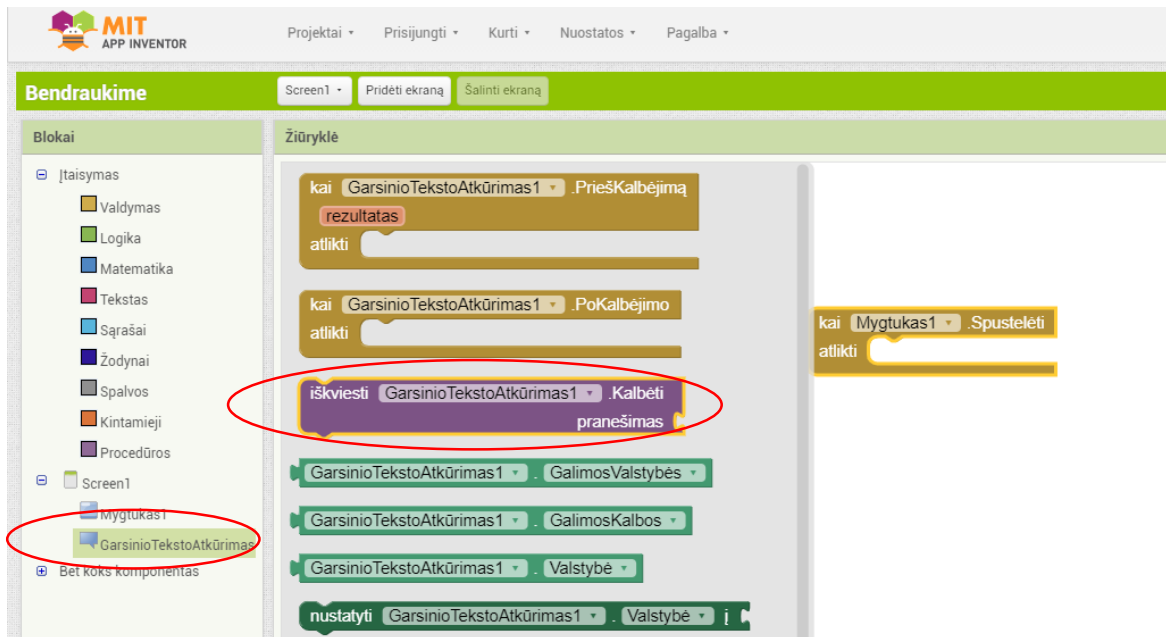 MIT
APP INVENTOR
Projektai Prisijungti Kurti Nuostatos Pagalba
Bendraukime
Screen1 Pridėti ekraną Šalinti ekraną
Blokai
Žiūryklė
Įtaisymas
Valdymas
Logika
Matematika
Tekstas
Sąrašai
Žodynai
Spalvos
Kintamieji
Procedūros
Screen1
Mygtukas1
GarsinioTekstoAtkūrimas
Bet koks komponentas
kai GarsinioTekstoAtkūrimas1 .PriešKalbėjimą
rezultatas
atlikti
kai GarsinioTekstoAtkūrimas1 .PoKalbėjimo
atlikti
iškviesti GarsinioTekstoAtkūrimas1 .Kalbėti
pranešimas
GarsinioTekstoAtkūrimas1 . GalimosValstybės
GarsinioTekstoAtkūrimas1 . GalimosKalbos
GarsinioTekstoAtkūrimas1 . Valstybė
nustatyti GarsinioTekstoAtkūrimas1 . Valstybė į
kai Mygtukas1 .Spustelėti
atlikti